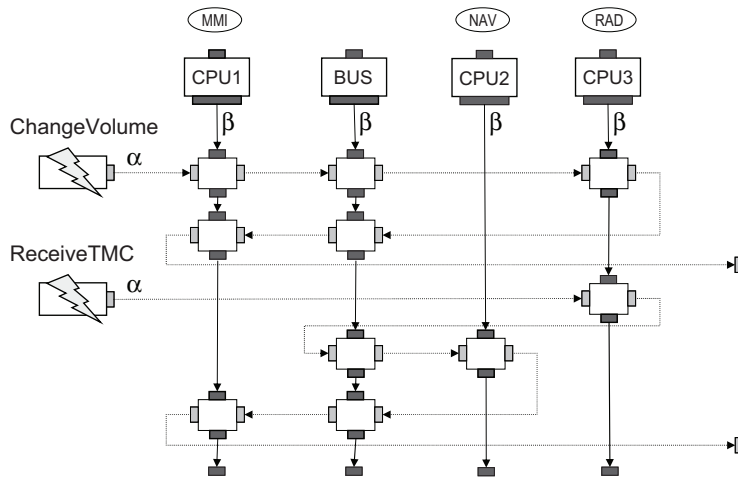 MMI NAV RAD
CPU1 BUS CPU2 CPU3
β β β β
ChangeVolume
α
ReceiveTMC
α